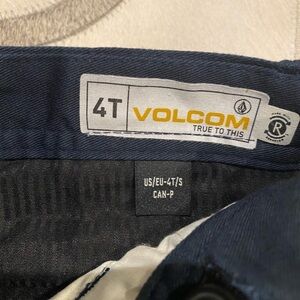 4T
VOLCOM
TRUE TO THIS
R
US/EU-4T/S
CAN-P